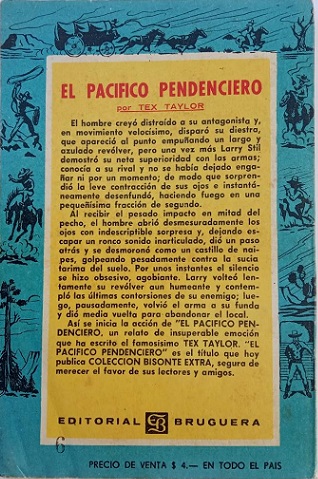 EL PACIFICO PENDENCIERO
por TEX TAYLOR
El hombre creyó distraído a su antagonista y,
en movimiento velocísimo, disparó su diestra,
que apareció al punto empuñando un largo y
azulado revólver, pero una vez más Larry Stil
demostró su neta superioridad con las armas;
conocía a su rival y no se había dejado enga-
ñar ni por un momento; de modo que sorpren-
dió la leve contracción de sus ojos e instantá-
neamente desenfundó, haciendo fuego en una
pequeñísima fracción de segundo.
Al recibir el pesado impacto en mitad del
pecho, el hombre abrió desmesuradamente los
ojos con indescriptible sorpresa y, dejando es-
capar un ronco sonido inarticulado, dió un paso
atrás y se desmoronó como un castillo de nai-
pes, golpeando pesadamente contra la sucia
tarima del suelo. Por unos instantes el silencio
se hizo obsesivo, agobiante. Larry volteó len-
tamente su revólver aun humeante y contem-
pló las últimas contorsiones de su enemigo; lue-
go, pausadamente, volvió el arma a su funda
y dió media vuelta para abandonar el local.
Así se inicia la acción de "EL PACIFICO PEN-
DENCIERO, un relato de insuperable emoción
que ha escrito el famosísimo TEX TAYLOR. "EL
PACIFICO PENDENCIERO" es el título que hoy
publica COLECCION BISONTE EXTRA, segura de
merecer el favor de sus lectores y amigos.
EDITORIAL B BRUGUERA
6
PRECIO DE VENTA $ 4.— EN TODO EL PAIS